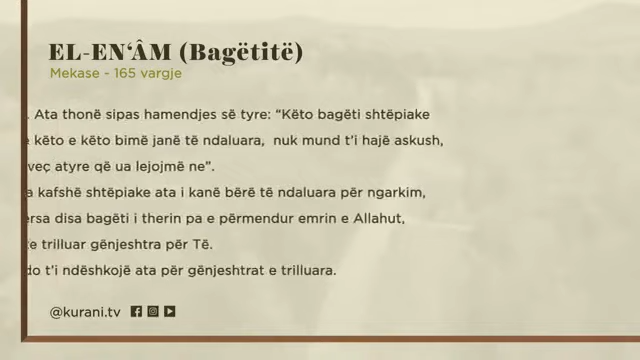 EL-EN‘ÂM (Bagëtitë)
Mekase - 165 vargje
. Ata thonë sipas hamendjes së tyre: “Këto bagëti shtëpiake
e këto e këto bimë janë të ndaluara, nuk mund t’i hajë askush,
veç atyre që ua lejojmë ne”.
a kafshë shtëpiake ata i kanë bërë të ndaluara për ngarkim,
ersa disa bagëti i therin pa e përmendur emrin e Allahut,
e trilluar gënjeshtra për Të.
do t’i ndëshkojë ata për gënjeshtrat e trilluara.
@kurani.tv